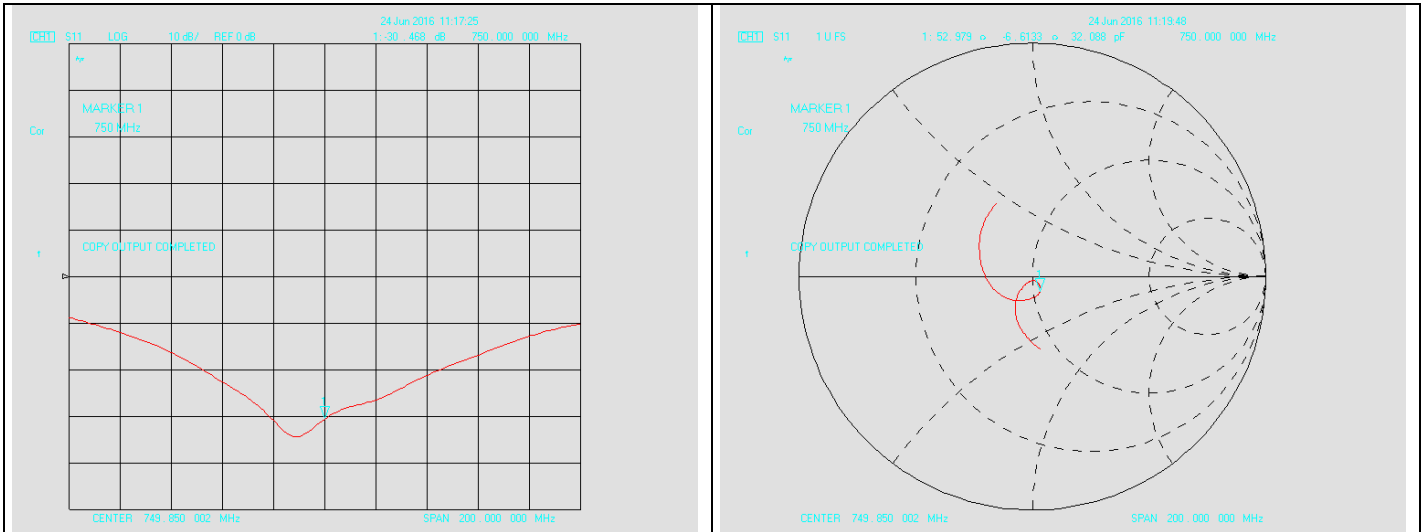 24 Jun 2016 11:17:25
CH1 S11 LOG 10 dB/ REF 0 dB 1:-30.468 dB 750.000 000 MHz
MARKER 1
750 MHz
Cor
COPY OUTPUT COMPLETED
↑
1
CENTER 749.850 002 MHz SPAN 200.000 000 MHz
24 Jun 2016 11:19:48
CH1 S11 1 U FS 1: 52.979 Ω -6.6133 Ω 32.088 pF 750.000 000 MHz
MARKER 1
750 MHz
Cor
COPY OUTPUT COMPLETED
↑
1
CENTER 749.850 002 MHz SPAN 200.000 000 MHz